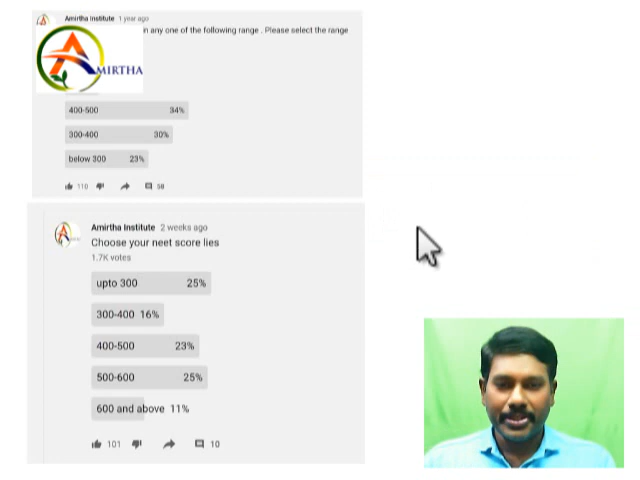 Amirtha Institute 1 year ago
in any one of the following range . Please select the range
AMIRTHA
400-500 34%
300-400 30%
below 300 23%
110 58
Amirtha Institute 2 weeks ago
Choose your neet score lies
1.7K votes
upto 300 25%
300-400 16%
400-500 23%
500-600 25%
600 and above 11%
101 10